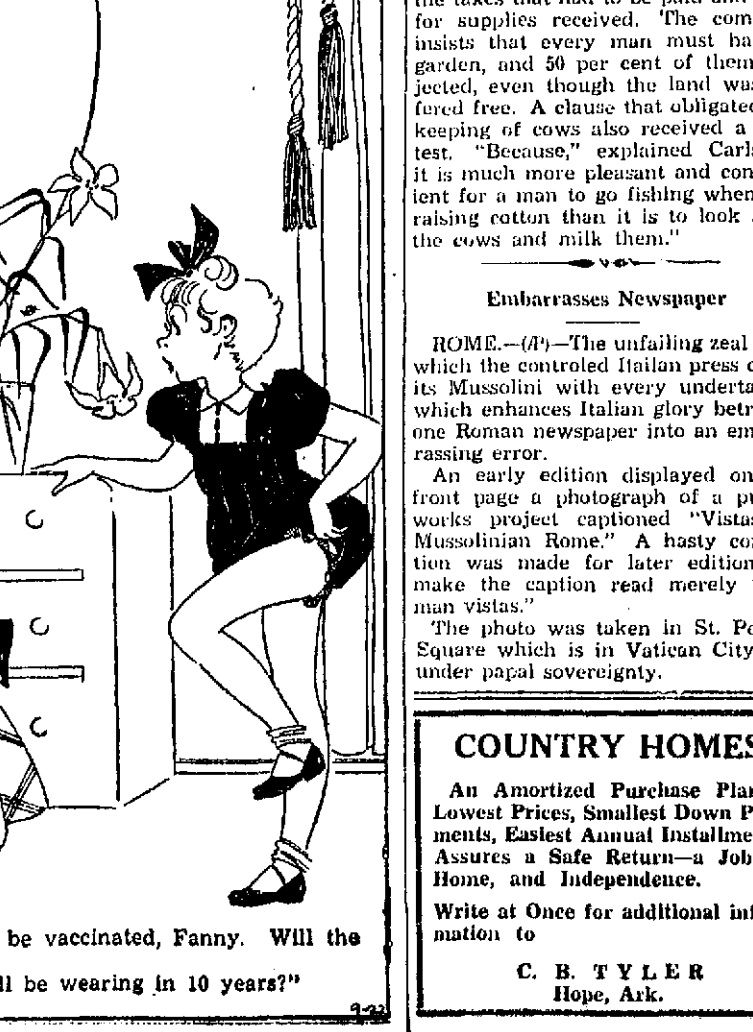 be vaccinated, Fanny. Will the
ll be wearing in 10 years?"
9-22
the taxes that had to be paid and
for supplies received. The com
insists that every man must ha
garden, and 50 per cent of them
jected, even though the land was
fered free. A clause that obligated
keeping of cows also received a
test. "Because," explained Carls
it is much more pleasant and con
ient for a man to go fishing when
raising cotton than it is to look
the cows and milk them."
Embarrasses Newspaper
ROME.—(AP)—The unfailing zeal
which the controled Itailan press
its Mussolini with every underta
which enhances Italian glory betr
one Roman newspaper into an em
rassing error.
An early edition displayed on
front page a photograph of a pu
works project captioned "Vistas
Mussolinian Rome." A hasty cor
tion was made for later edition
make the caption read merely
man vistas."
The photo was taken in St. Pe
Square which is in Vatican City
under papal sovereignty.
COUNTRY HOMES
An Amortized Purchase Plan
Lowest Prices, Smallest Down P
ments, Easiest Annual Installme
Assures a Safe Return—a Job
Home, and Independence.
Write at Once for additional inf
mation to
C. B. TYLER
Hope, Ark.